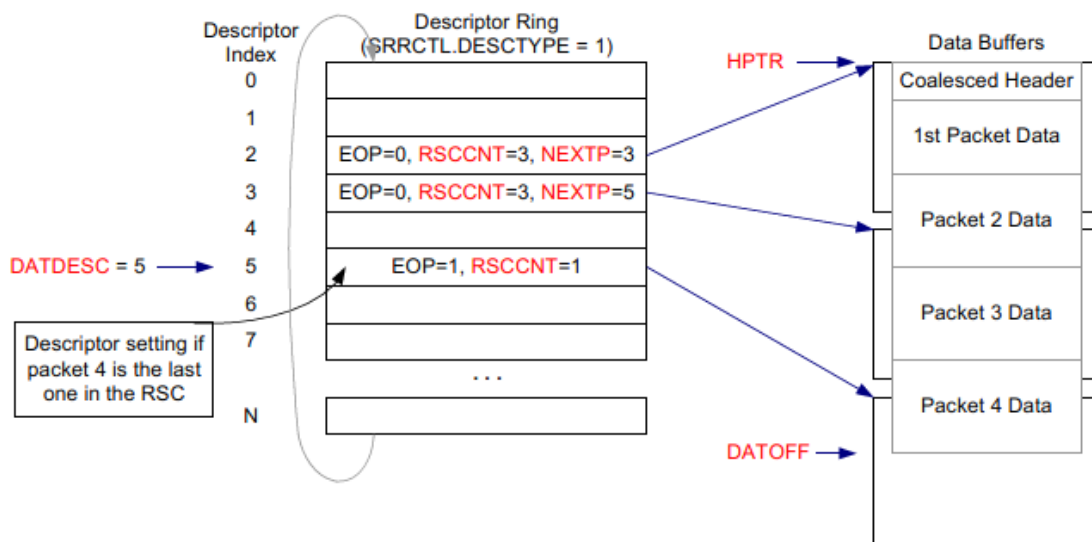 Descriptor
Index
Descriptor Ring
(SRRCTL.DESCTYPE = 1)
Data Buffers
HPTR
0
1
2
3
4
5
6
7
N
EOP=0, RSCCNT=3, NEXTP=3
EOP=0, RSCCNT=3, NEXTP=5
EOP=1, RSCCNT=1
. . .
DATDESC = 5
Descriptor setting if
packet 4 is the last
one in the RSC
Coalesced Header
1st Packet Data
Packet 2 Data
Packet 3 Data
Packet 4 Data
DATOFF